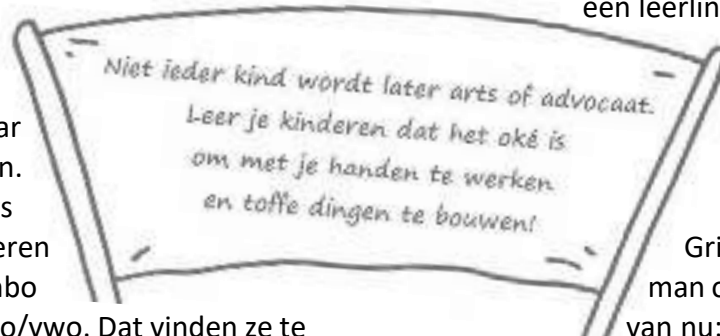 een leerlin
Niet ieder kind wordt later arts of advocaat.
Leer je kinderen dat het oké is
om met je handen te werken
en toffe dingen te bouwen!
ar
n.
s
eren
nbo
o/vwo. Dat vinden ze te
Gri
man d
van nu: